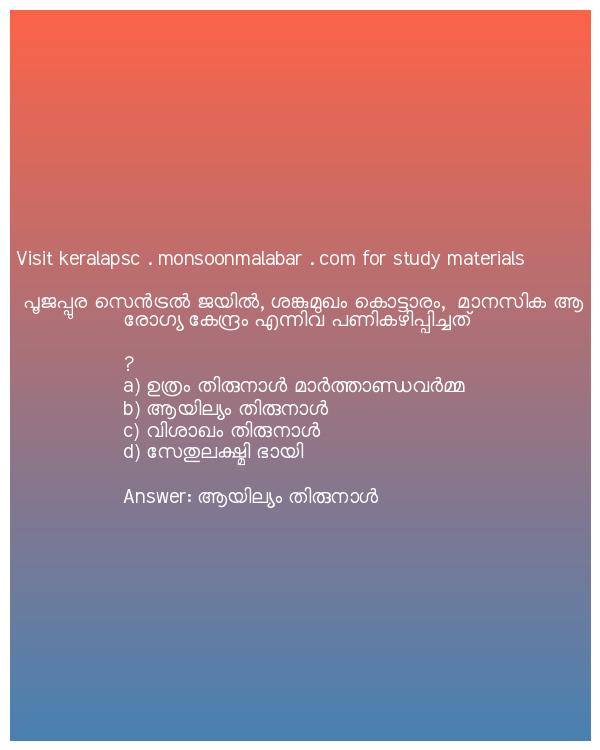 Visit keralapsc . monsoonmalabar . com for study materials
പൂജപ്പുര സെൻട്രൽ ജയിൽ, ശങ്കുമുഖം കൊട്ടാരം, മാനസിക ആ
രോഗ്യ കേന്ദ്രം എന്നിവ പണികഴിപ്പിച്ചത്
?
a) ഉത്രം തിരുനാൾ മാർത്താണ്ഡവർമ്മ
b) ആയില്യം തിരുനാൾ
c) വിശാഖം തിരുനാൾ
d) സേതുലക്ഷ്മി ഭായി
Answer: ആയില്യം തിരുനാൾ